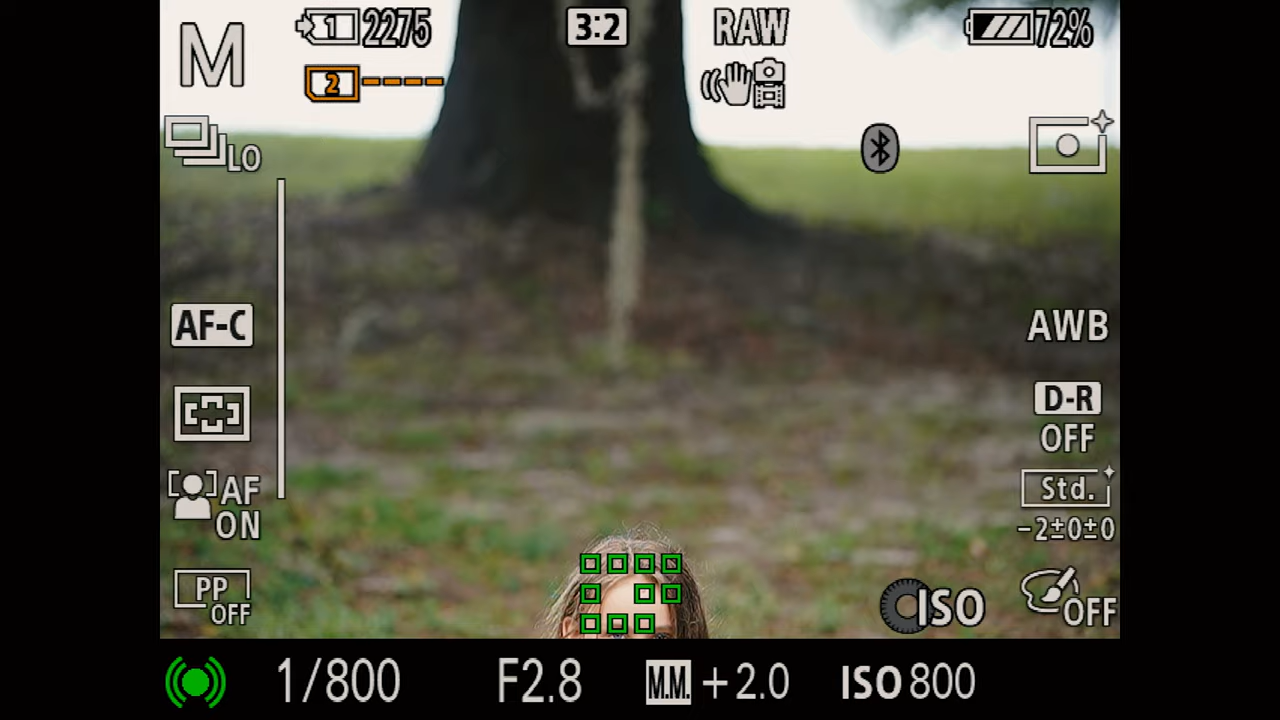 M
1 2275
3:2
RAW
72%
2 ----
LO
AF-C
AWB
D-R
OFF
AF
ON
Std.
-2±0±0
PP
OFF
ISO
OFF
1/800
F2.8
M.M. +2.0
ISO 800